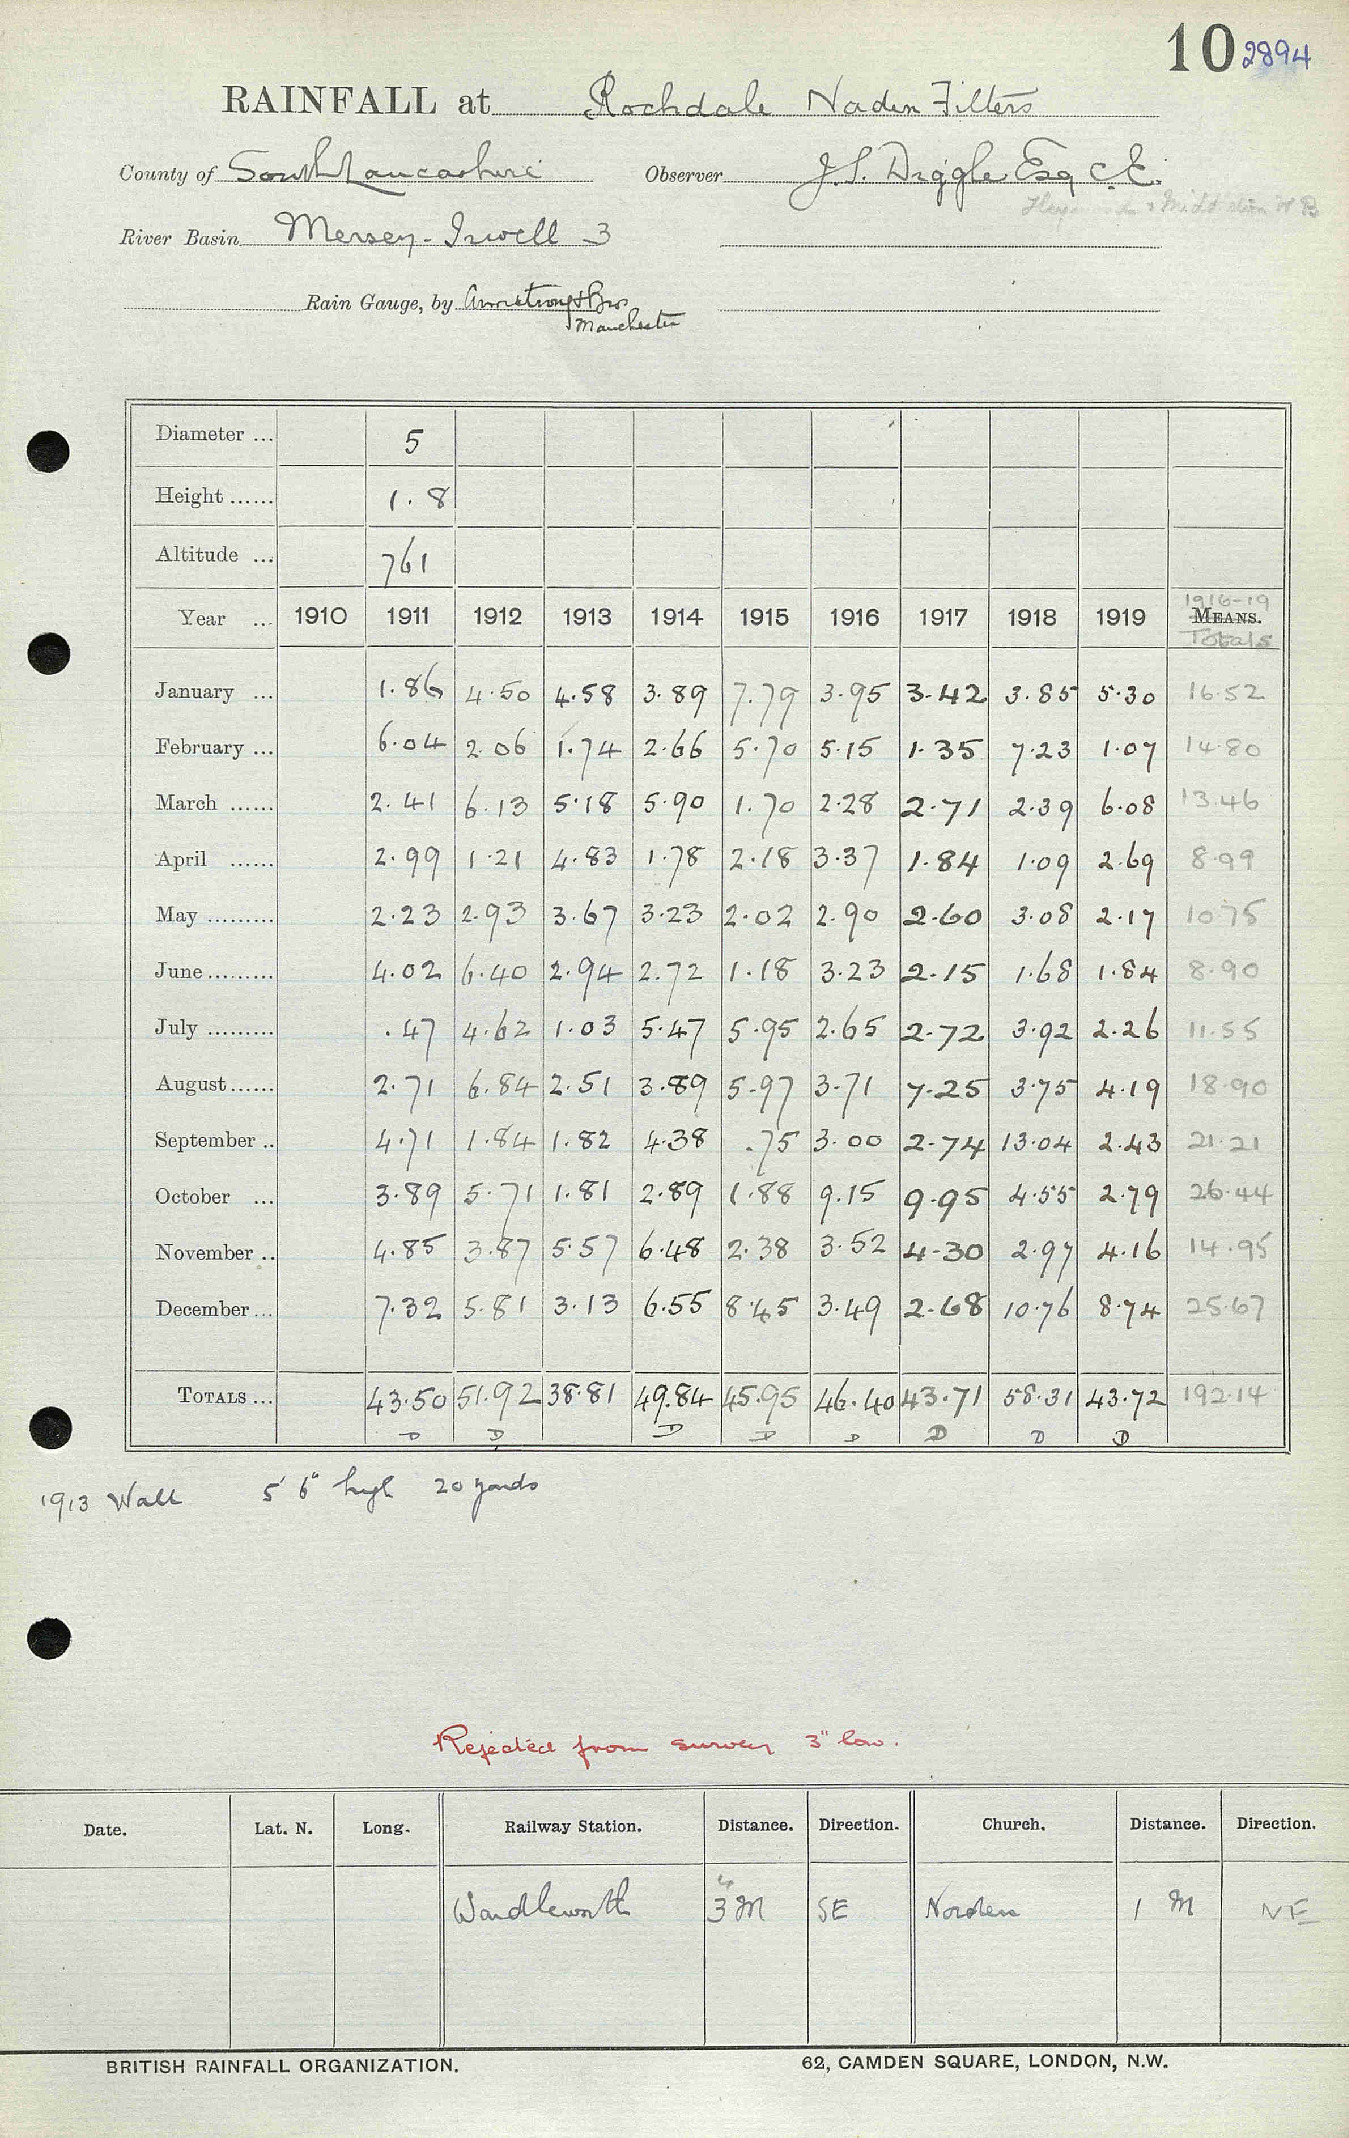 10 2894
RAINFALL at Rochdale Naden Filters
County of South Lancashire Observer J.S. Diggle Esq C.E.
River Basin Mersey-Irwell 3
Rain Gauge, by Armstrong & Bros
Manchester
Diameter ... 5
Height ...... 1.8
Altitude ... 761
1916-19
Year ... 1910 1911 1912 1913 1914 1915 1916 1917 1918 1919 MEANS.
Totals
January ... 1.86 4.50 4.58 3.89 7.79 3.95 3.42 3.85 5.30 16.52
February ... 6.04 2.06 1.74 2.66 5.70 5.15 1.35 7.23 1.07 14.80
March ...... 2.41 6.13 5.18 5.90 1.70 2.28 2.71 2.39 6.08 13.46
April ...... 2.99 1.21 4.83 1.78 2.18 3.37 1.84 1.09 2.69 8.99
May ......... 2.23 2.93 3.67 3.23 2.02 2.90 2.60 3.08 2.17 10.75
June ......... 4.02 6.40 2.94 2.72 1.18 3.23 2.15 1.68 1.84 8.90
July ......... .47 4.62 1.03 5.47 5.95 2.65 2.72 3.92 2.26 11.55
August ...... 2.71 6.84 2.51 3.89 5.97 3.71 7.25 3.75 4.19 18.90
September .. 4.71 1.84 1.82 4.38 .75 3.00 2.74 13.04 2.43 21.21
October ... 3.89 5.71 1.81 2.89 1.88 9.15 9.95 4.55 2.79 26.44
November .. 4.85 3.87 5.57 6.48 2.38 3.52 4.30 2.97 4.16 14.95
December ... 7.32 5.81 3.13 6.55 8.45 3.49 2.68 10.76 8.74 25.67
TOTALS ... 43.50 51.92 38.81 49.84 45.95 46.40 43.71 58.31 43.72 192.14
D D D D D D D D
1913 Wall 5' 6" high 20 yards
Rejected from survey 3" low.
Date. Lat. N. Long. Railway Station. Distance. Direction. Church. Distance. Direction.
Wardleworth 3 M SE Norden 1 M NE
BRITISH RAINFALL ORGANIZATION. 62, CAMDEN SQUARE, LONDON, N.W.